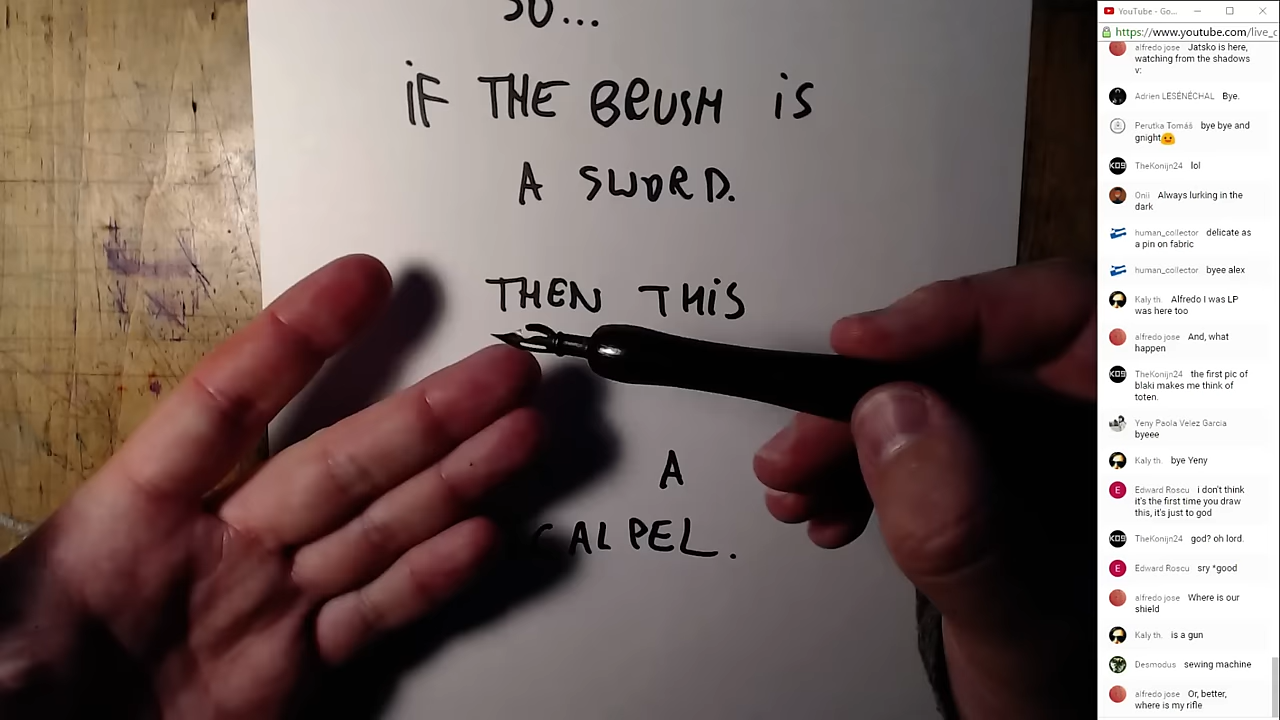 SO...
iF THE BRUSH iS
A SWORD.
THEN THiS
A
CALPEL.
YouTube - Go...
https://www.youtube.com/live_c
alfredo jose Jatsko is here,
watching from the shadows
v:
Adrien LESÉNÉCHAL Bye.
Perutka Tomáš bye bye and
gnight
TheKonijn24 lol
Onii Always lurking in the
dark
human_collector delicate as
a pin on fabric
human_collector byee alex
Kaly th. Alfredo I was LP
was here too
alfredo jose And, what
happen
TheKonijn24 the first pic of
blaki makes me think of
toten.
Yeny Paola Velez Garcia
byeee
Kaly th. bye Yeny
E
Edward Roscu i don't think
it's the first time you draw
this, it's just to god
TheKonijn24 god? oh lord.
E
Edward Roscu sry *good
alfredo jose Where is our
shield
Kaly th. is a gun
Desmodus sewing machine
alfredo jose Or, better,
where is my rifle